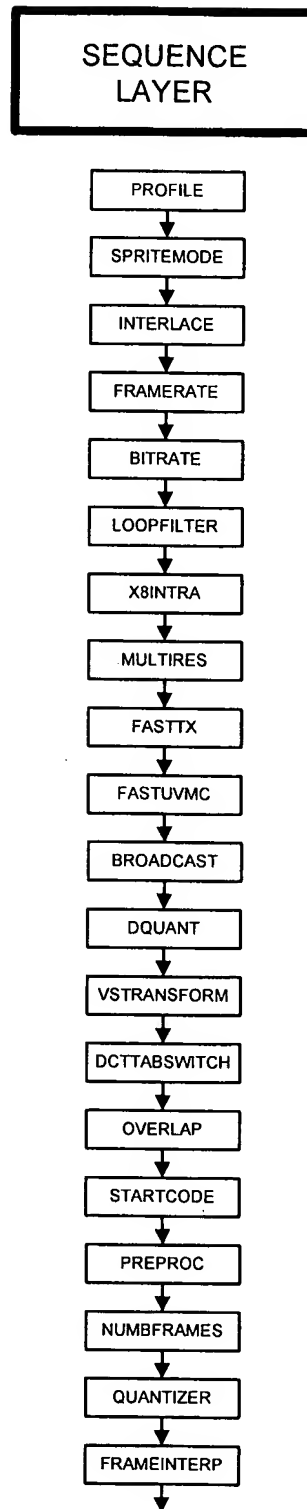 SEQUENCE
LAYER
PROFILE
SPRITEMODE
INTERLACE
FRAMERATE
BITRATE
LOOPFILTER
X8INTRA
MULTIRES
FASTTX
FASTUVMC
BROADCAST
DQUANT
VSTRANSFORM
DCTTABSWITCH
OVERLAP
STARTCODE
PREPROC
NUMBFRAMES
QUANTIZER
FRAMEINTERP